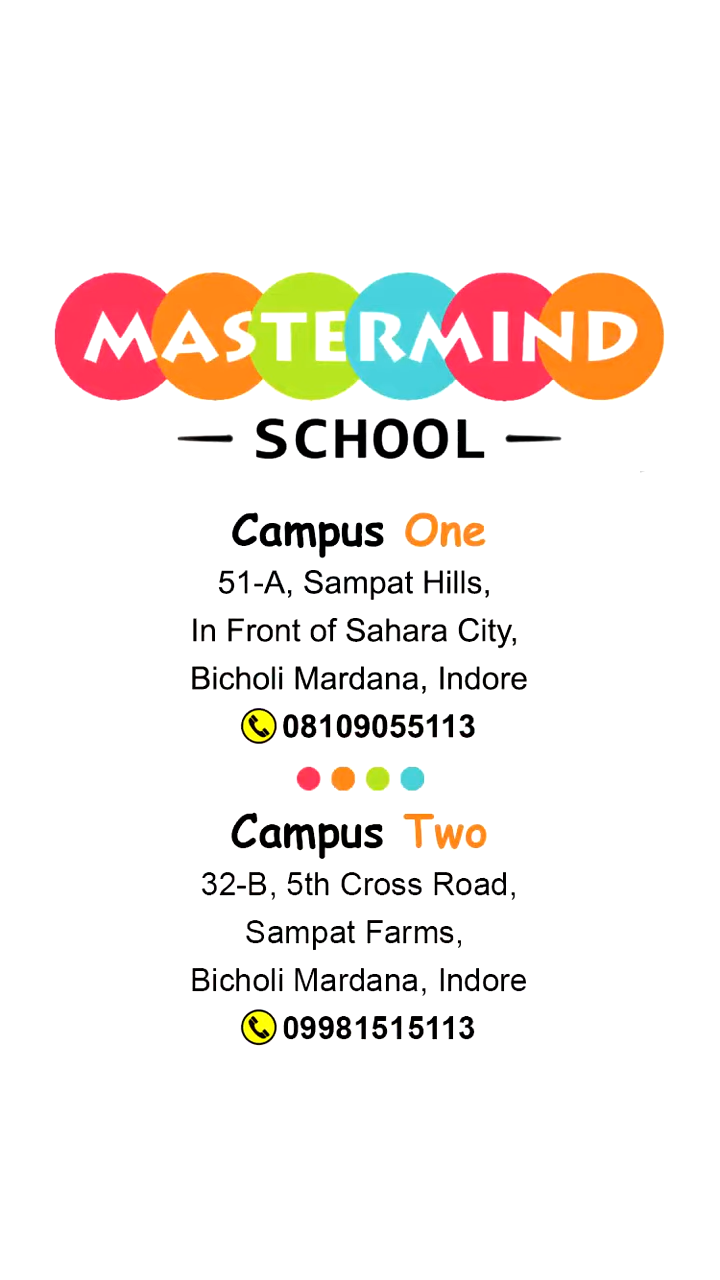 MASTERMIND
SCHOOL
Campus One
51-A, Sampat Hills,
In Front of Sahara City,
Bicholi Mardana, Indore
08109055113
Campus Two
32-B, 5th Cross Road,
Sampat Farms,
Bicholi Mardana, Indore
09981515113